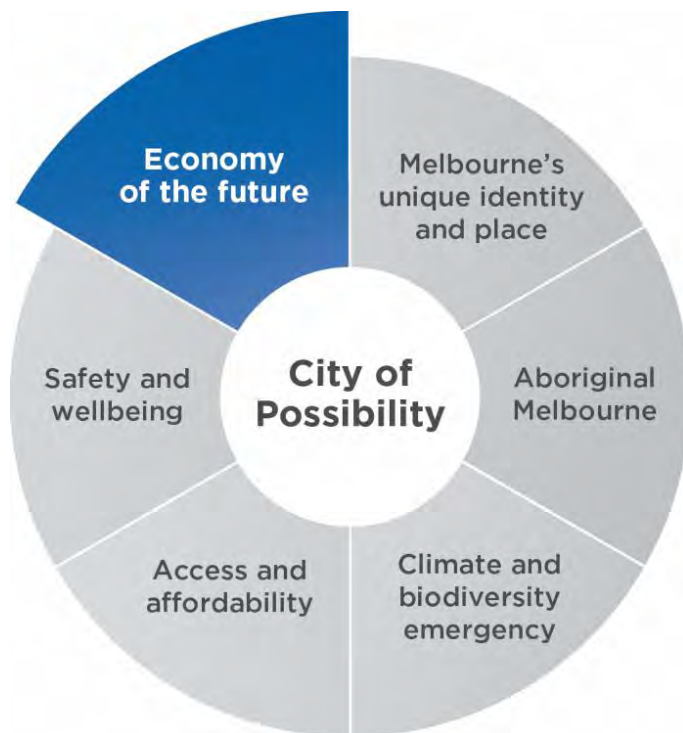 Economy
of the future
Melbourne’s
unique identity
and place
Safety and
wellbeing
City of
Possibility
Aboriginal
Melbourne
Access and
affordability
Climate and
biodiversity
emergency